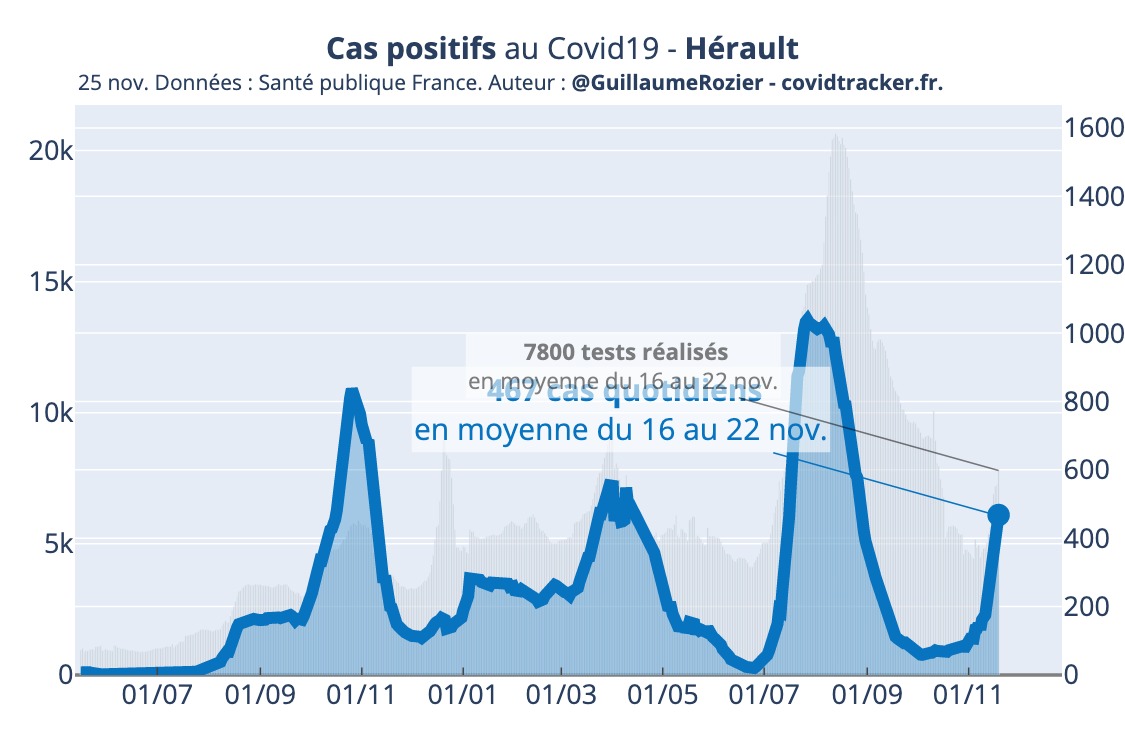 Cas positifs au Covid19 - Hérault
25 nov. Données : Santé publique France. Auteur : @GuillaumeRozier - covidtracker.fr.
1600
20k
1400
1200
15k
1000
7800 tests réalisés
en moyenne du 16 au 22 nov.
467 cas quotidiens
800
10k
en moyenne du 16 au 22 nov.
600
5k
400
200
0
0
01/07 01/09 01/11 01/01 01/03 01/05 01/07 01/09 01/11